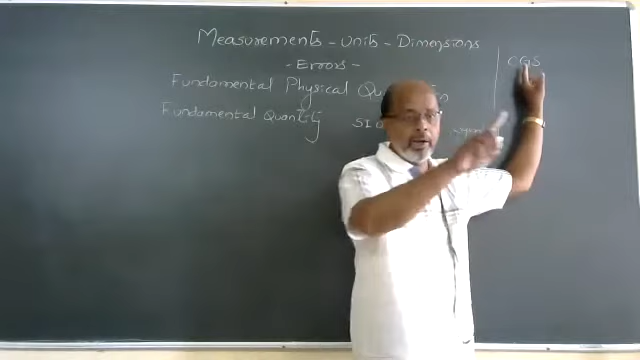 Measurements - Units - Dimensions
- Errors -
Fundamental Physical
Fundamental Quantity SI
CGS